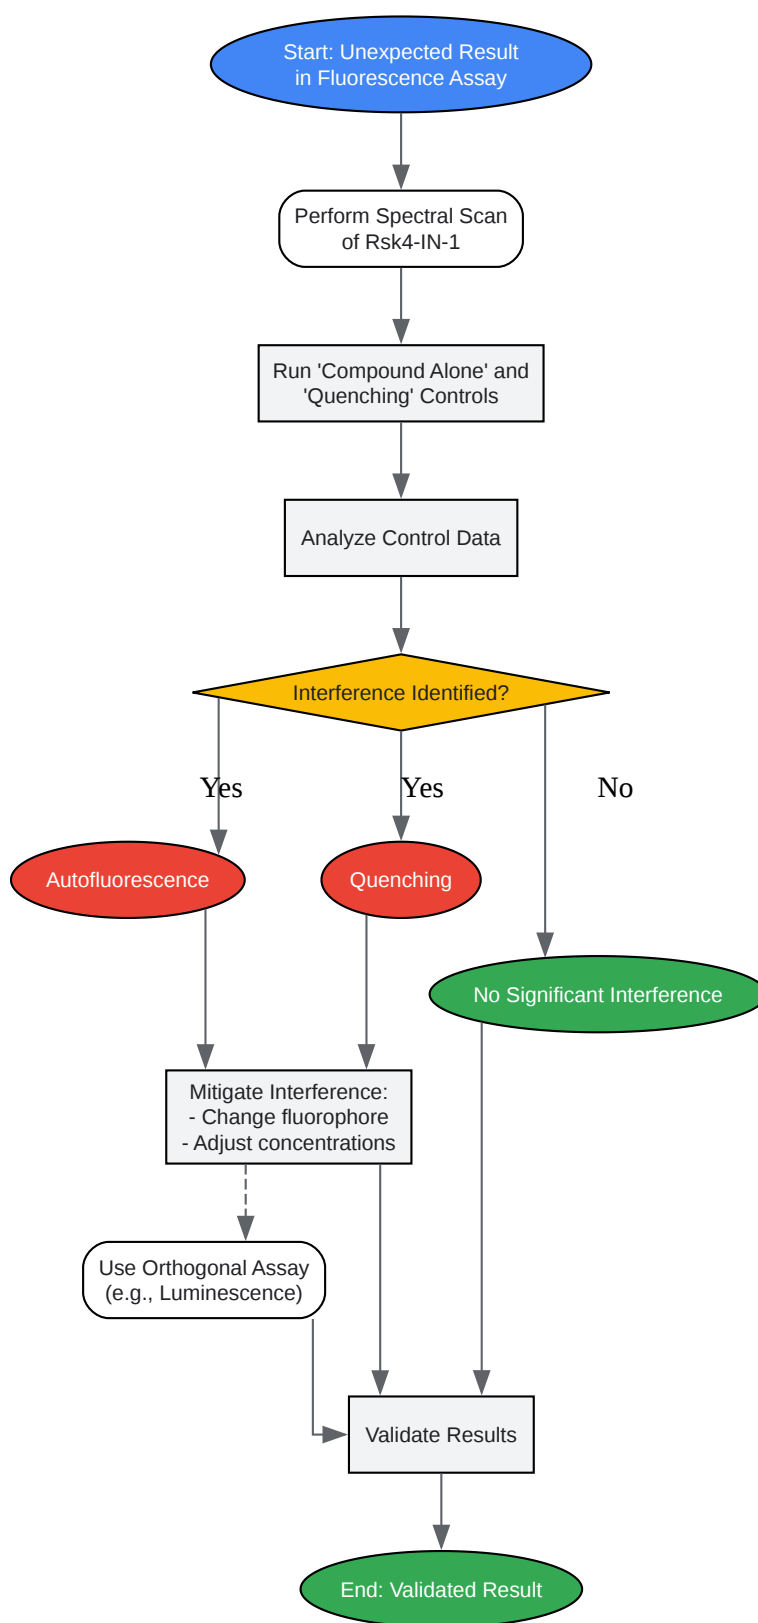 Start: Unexpected Result
in Fluorescence Assay
Perform Spectral Scan
of Rsk4-IN-1
Run 'Compound Alone' and
'Quenching' Controls
Analyze Control Data
Interference Identified?
Yes
Yes
No
Autofluorescence
Quenching
No Significant Interference
Mitigate Interference:
- Change fluorophore
- Adjust concentrations
Use Orthogonal Assay
(e.g., Luminescence)
Validate Results
End: Validated Result